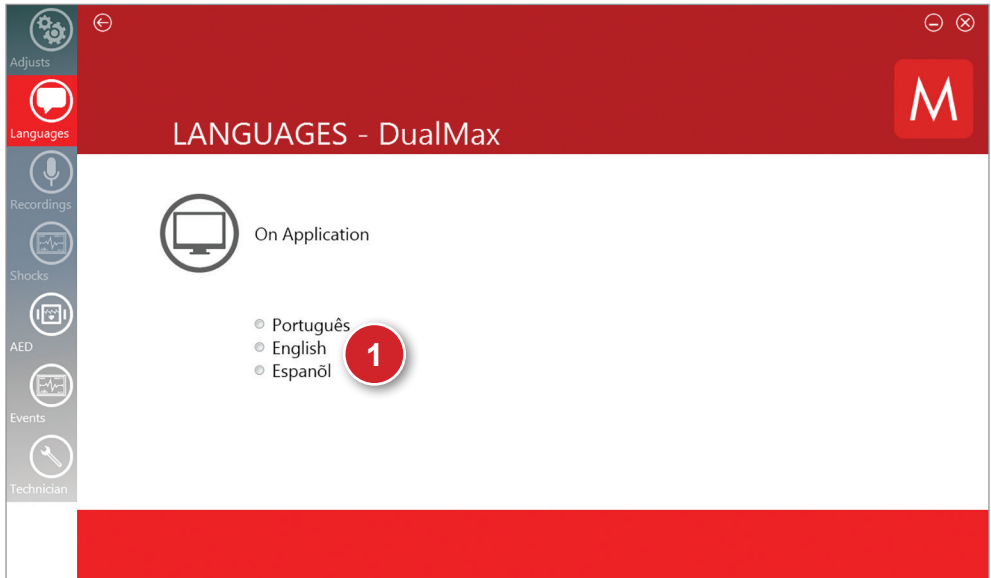 Adjusts
Languages
Recordings
Shocks
AED
Events
Technician
M
LANGUAGES - DualMax
On Application
Português
English
Espanõl
1